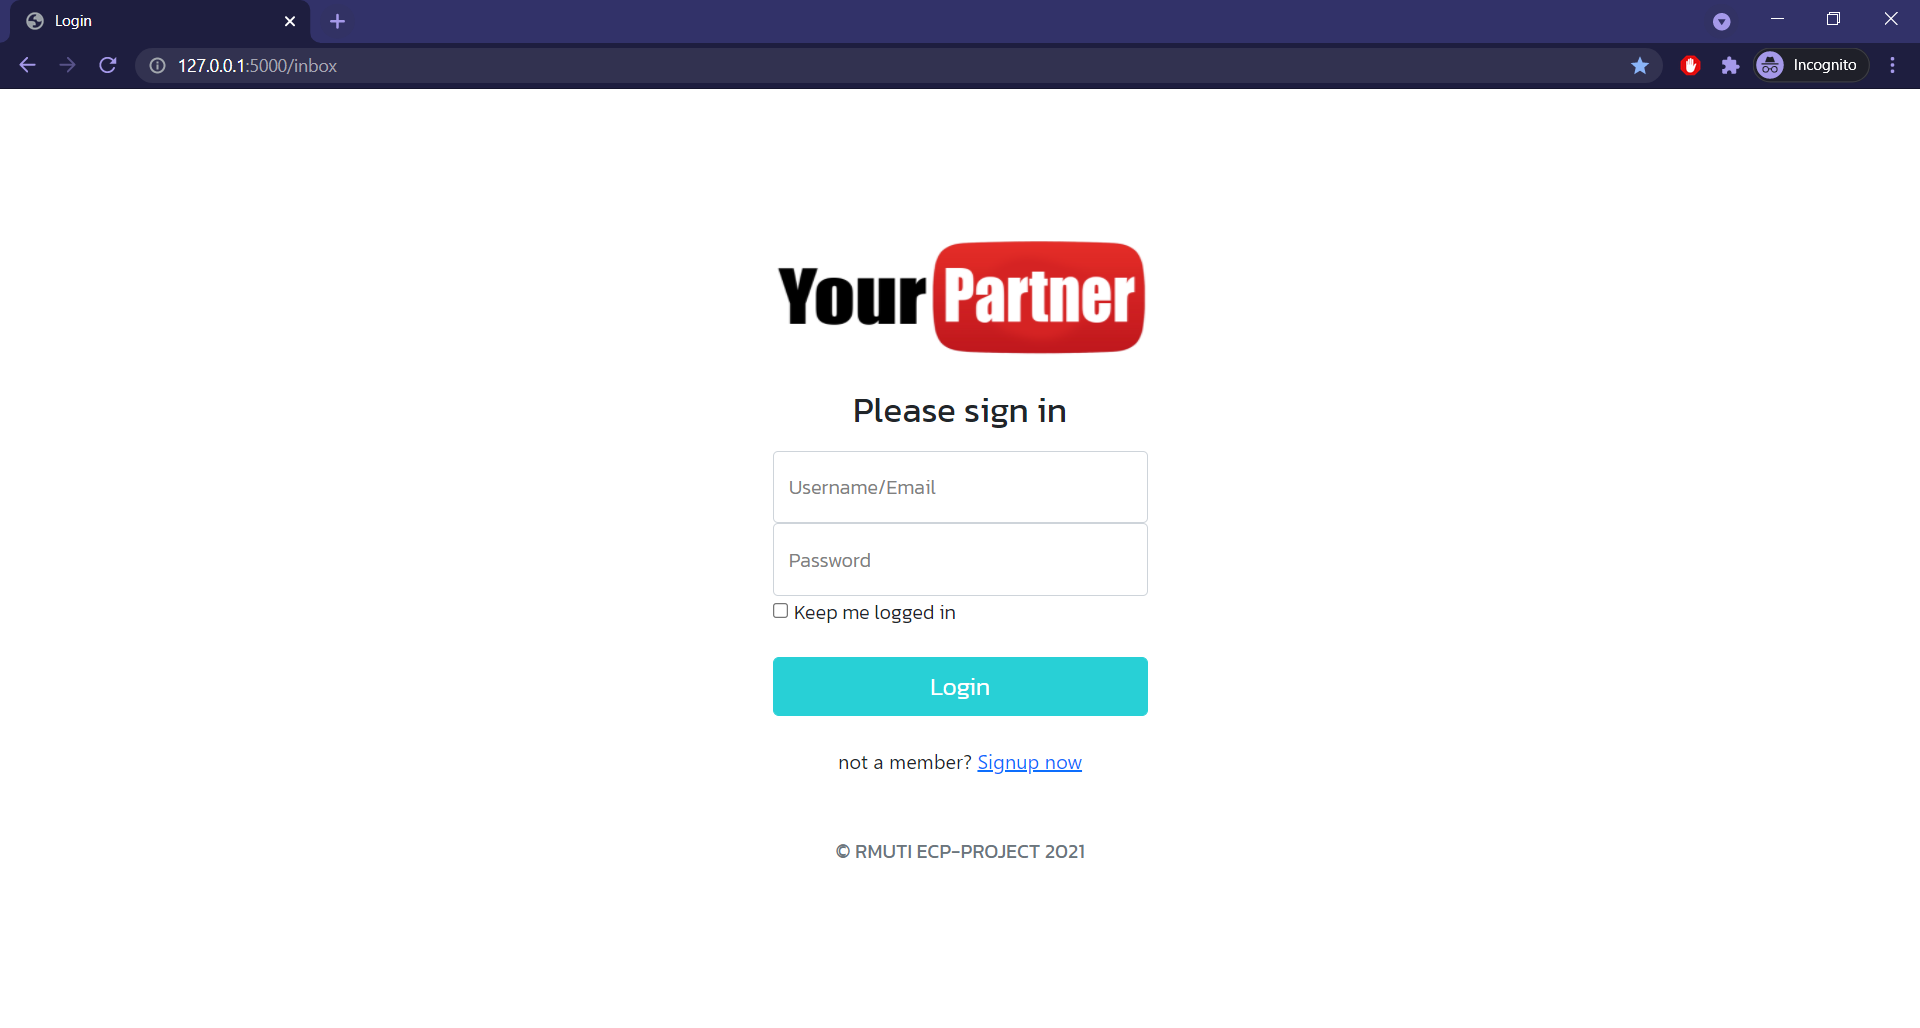 Login
127.0.0.1:5000/inbox
Incognito
Your Partner
Please sign in
Username/Email
Password
Keep me logged in
Login
not a member? Signup now
© RMUTI ECP-PROJECT 2021